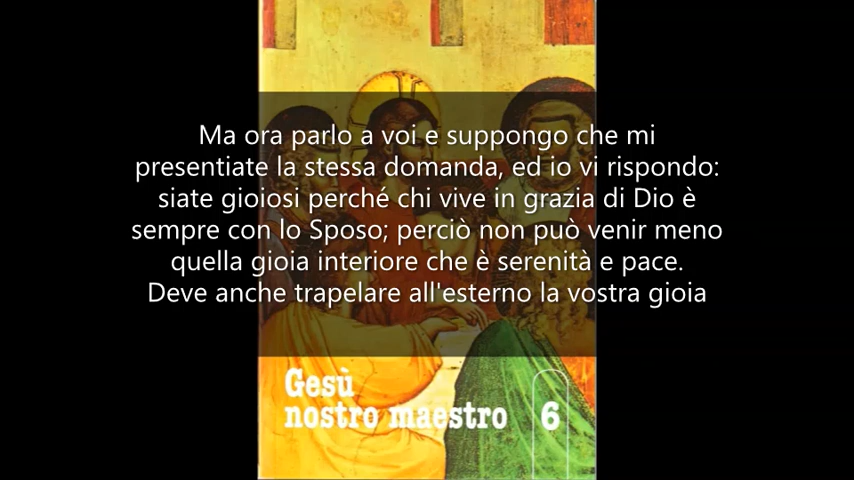 Ma ora parlo a voi e suppongo che mi
presentiate la stessa domanda, ed io vi rispondo:
siate gioiosi perché chi vive in grazia di Dio è
sempre con lo Sposo; perciò non può venir meno
quella gioia interiore che è serenità e pace.
Deve anche trapelare all'esterno la vostra gioia
Gesù
nostro maestro 6